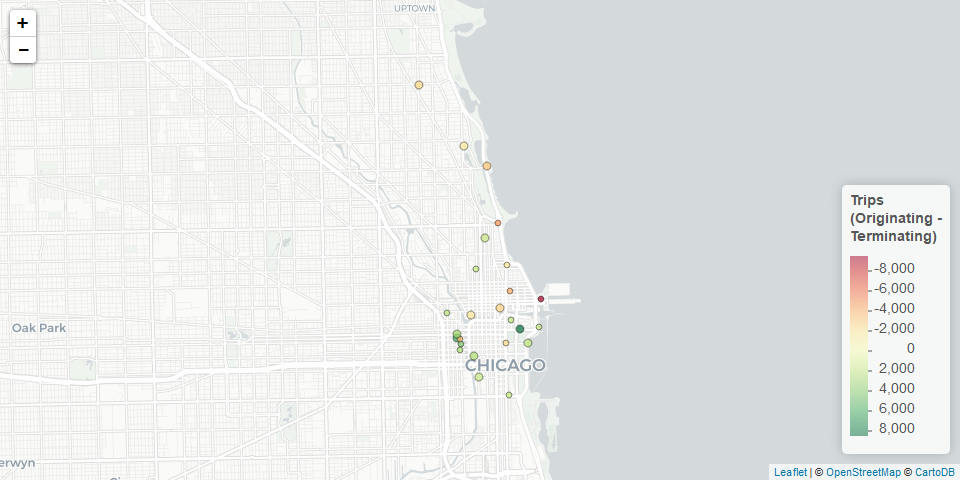 UPTOWN
+
−
Trips
(Originating -
Terminating)
-8,000
-6,000
-4,000
-2,000
0
2,000
4,000
6,000
8,000
Oak Park
CHICAGO
erwyn
Leaflet | © OpenStreetMap © CartoDB